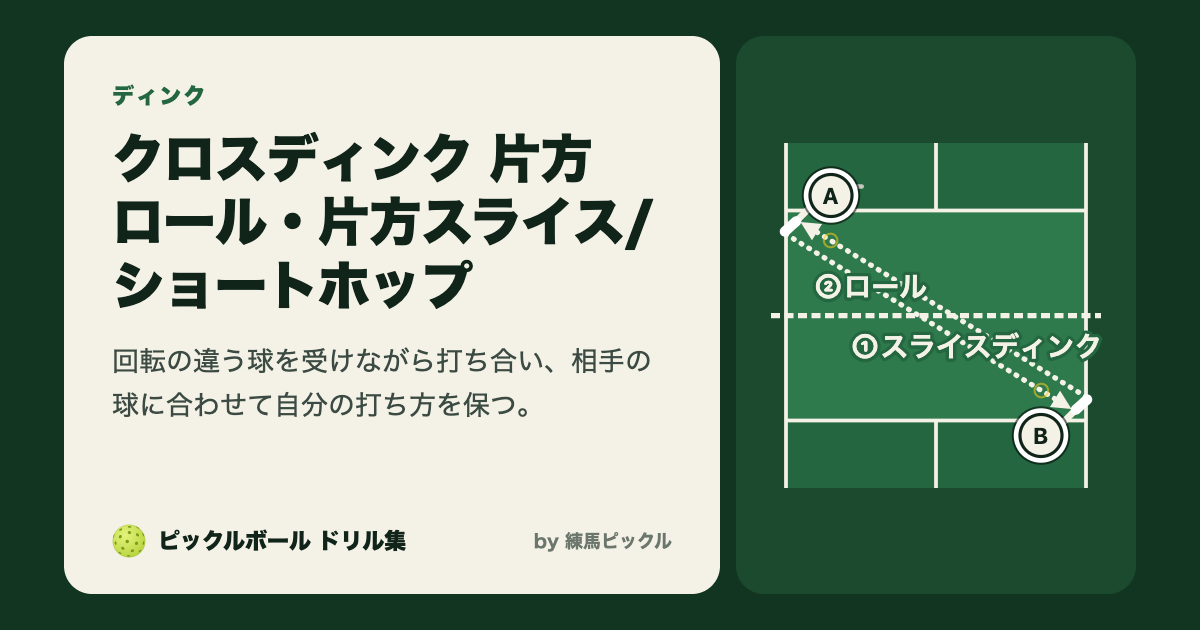 ディンク
クロスディンク 片方
ロール・片方スライス/
ショートホップ
回転の違う球を受けながら打ち合い、相手の
球に合わせて自分の打ち方を保つ。
ピックルボール ドリル集
by 練馬ピックル
A
②ロール
①スライスディンク
B